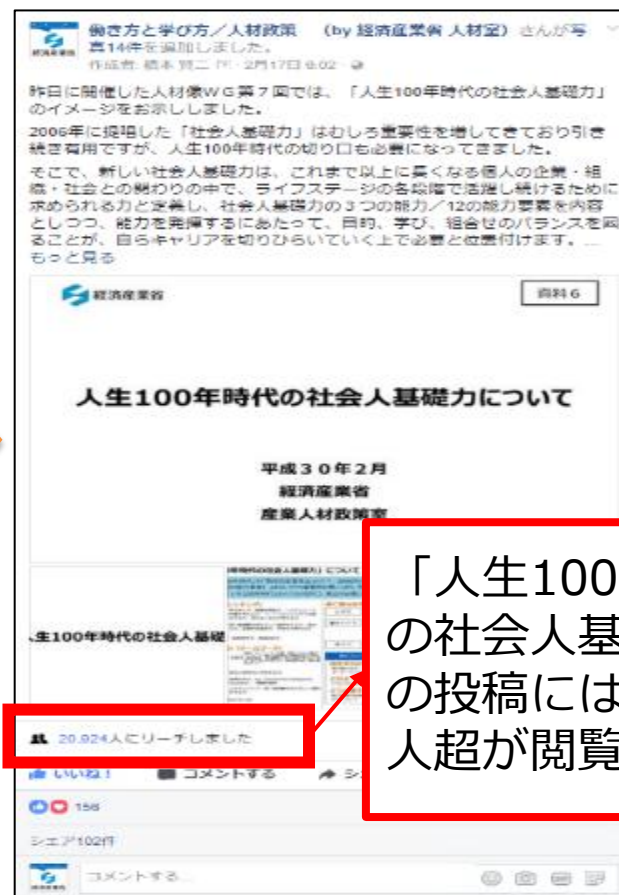 働き方と学び方／人材政策 （by 経済産業省 人材室）さんが写
真14件を追加しました。
作成者: 橋本 賢二 [?]・2月17日 6:02・
昨日に開催した人材像ＷＧ第７回では、「人生100年時代の社会人基礎力」
のイメージをお示ししました。
2006年に提唱した「社会人基礎力」はむしろ重要性を増してきており引き
続き有用ですが、人生100年時代の切り口も必要になってきました。
そこで、新しい社会人基礎力は、これまで以上に長くなる個人の企業・組
織・社会との関わりの中で、ライフステージの各段階で活躍し続けるために
求められる力と定義し、社会人基礎力の３つの能力／12の能力要素を内容
としつつ、能力を発揮するにあたって、目的、学び、組合せのバランスを図
ることが、自らキャリアを切りひらいていく上で必要と位置付けます。...
もっと見る
経済産業省
資料６
人生100年時代の社会人基礎力について
平成３０年２月
経済産業省
産業人材政策室
「人生100
の社会人基
の投稿には
人超が閲覧
人生100年時代の社会人基礎
20,924人にリーチしました
いいね！ コメントする シ
156
シェア102件
コメントする...